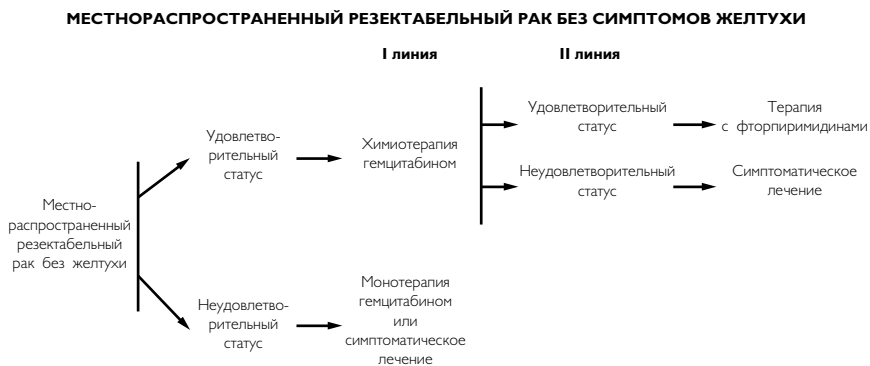 МЕСТНОРАСПРОСТРАНЕННЫЙ РЕЗЕКТАБЕЛЬНЫЙ РАК БЕЗ СИМПТОМОВ ЖЕЛТУХИ
I линия
II линия
Местно-
распространенный
резектабельный
рак без желтухи
Удовлетво-
рительный
статус
Химиотерапия
гемцитабином
Удовлетворительный
статус
Терапия
с фторпиримидинами
Неудовлетворительный
статус
Симптоматическое
лечение
Неудовлетво-
рительный
статус
Монотерапия
гемцитабином
или
симптоматическое
лечение